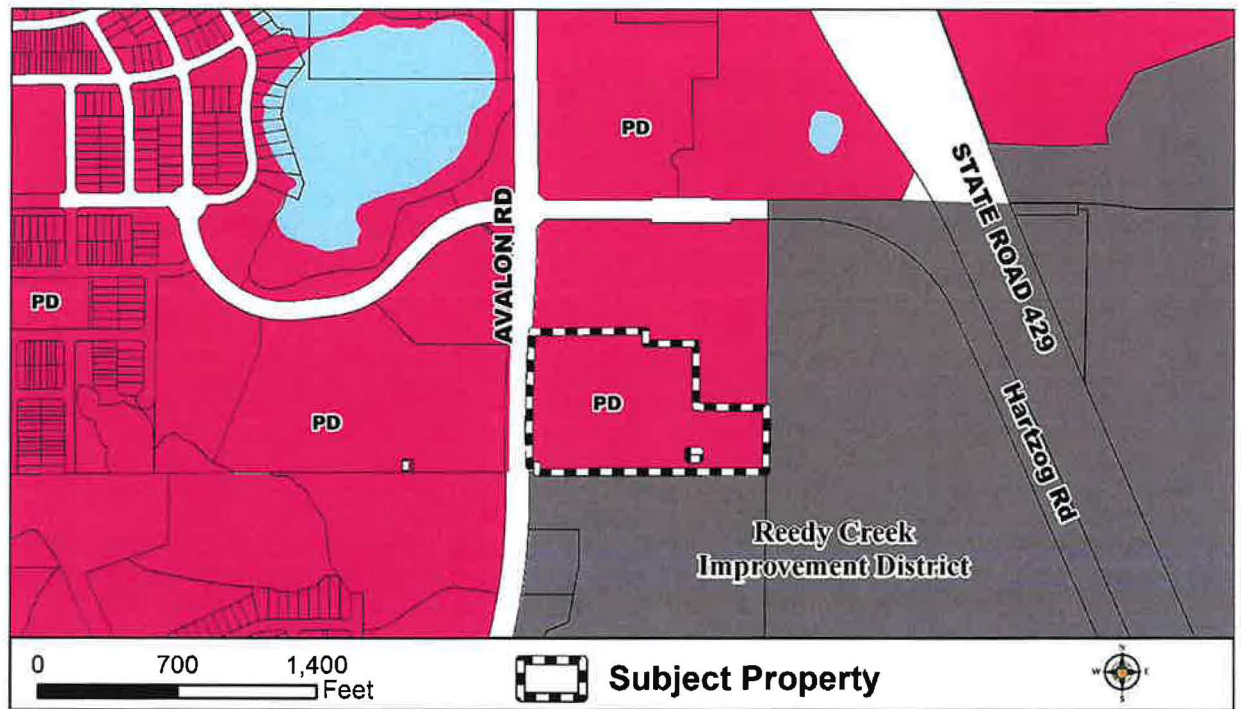 PD
STATE ROAD 429
AVALON RD
PD
PD
PD
Hartzog Rd
Reedy Creek
Improvement District
0 700 1,400
Feet
Subject Property
N
W E
S